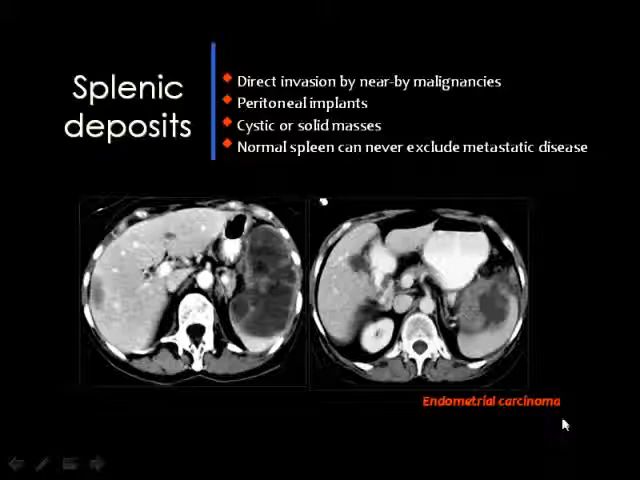 Splenic
deposits
Direct invasion by near-by malignancies
Peritoneal implants
Cystic or solid masses
Normal spleen can never exclude metastatic disease
Endometrial carcinoma